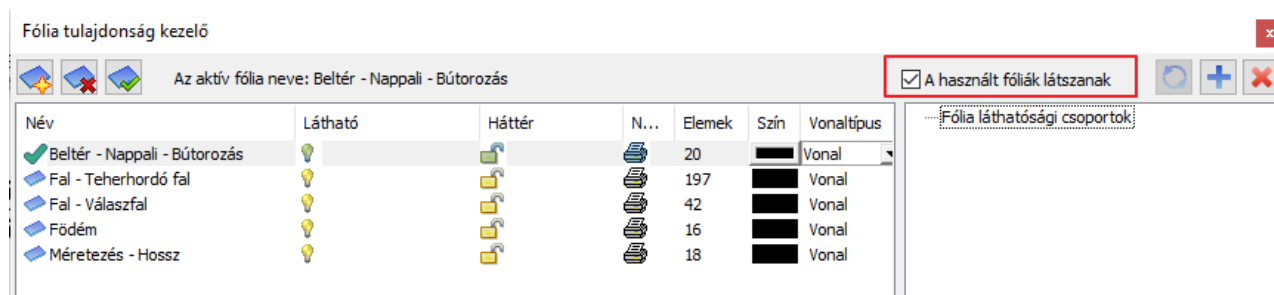 Fólia tulajdonság kezelő
x
Az aktív fólia neve: Beltér - Nappali - Bútorozás
A használt fóliák látszanak
Név Látható Háttér N... Elemek Szín Vonaltípus
Fólia láthatósági csoportok
Beltér - Nappali - Bútorozás 20 Vonal
Fal - Teherhordó fal 197 Vonal
Fal - Válaszfal 42 Vonal
Födém 16 Vonal
Méretezés - Hossz 18 Vonal